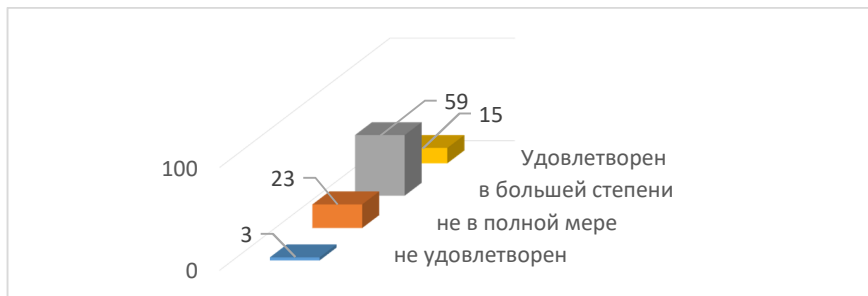 59
15
Удовлетворен
100
23
в большей степени
не в полной мере
3
не удовлетворен
0